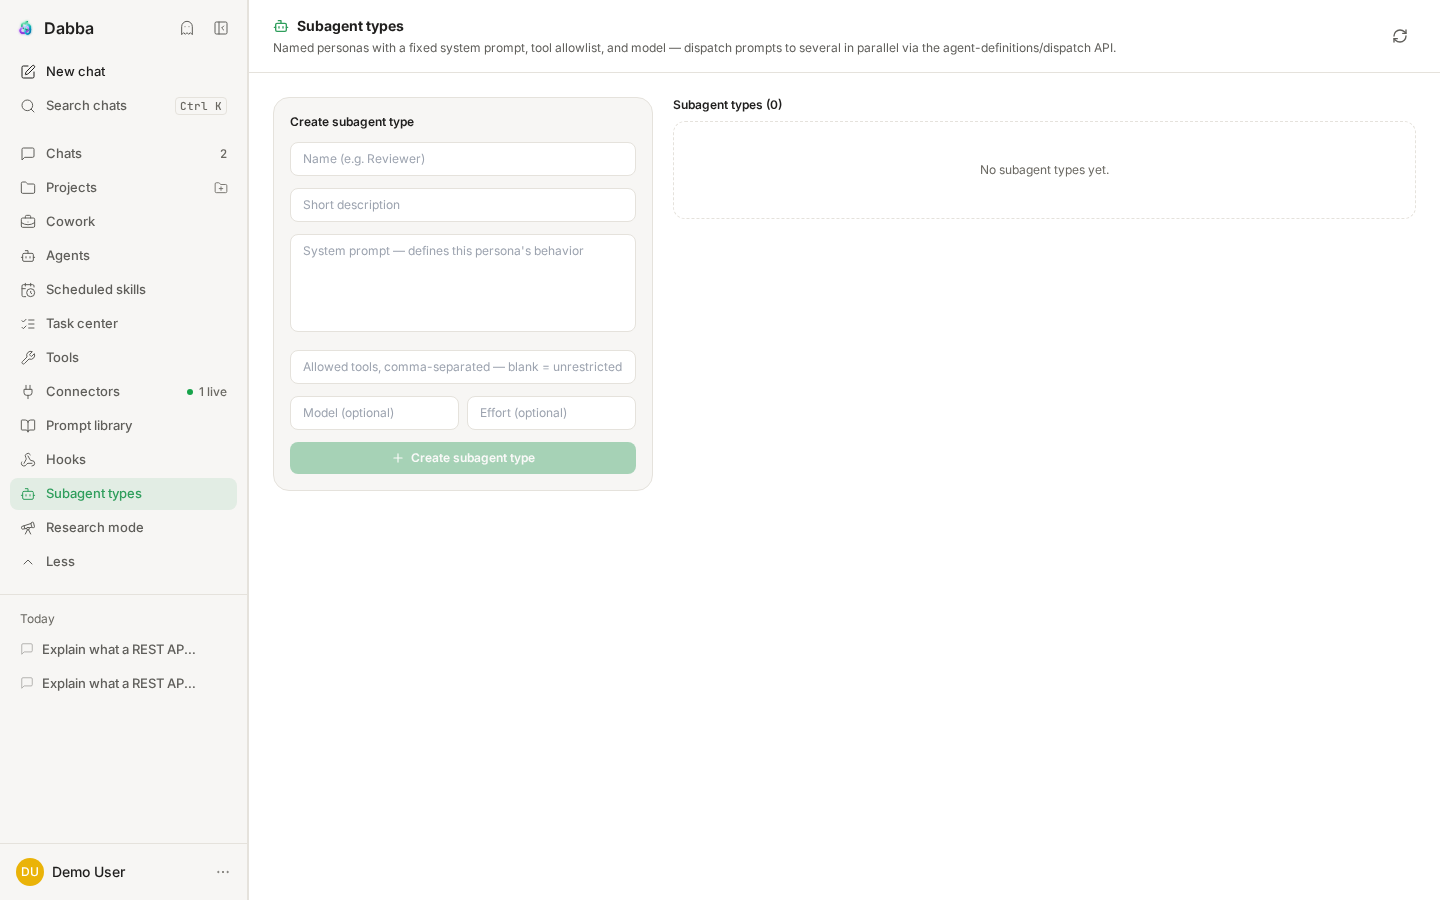 Dabba
New chat
Search chats
Ctrl K
Chats
2
Projects
Cowork
Agents
Scheduled skills
Task center
Tools
Connectors
1 live
Prompt library
Hooks
Subagent types
Research mode
Less
Today
Explain what a REST AP...
Explain what a REST AP...
DU
Demo User
Subagent types
Named personas with a fixed system prompt, tool allowlist, and model — dispatch prompts to several in parallel via the agent-definitions/dispatch API.
Create subagent type
Name (e.g. Reviewer)
Short description
System prompt — defines this persona's behavior
Allowed tools, comma-separated — blank = unrestricted
Model (optional)
Effort (optional)
Create subagent type
Subagent types (0)
No subagent types yet.